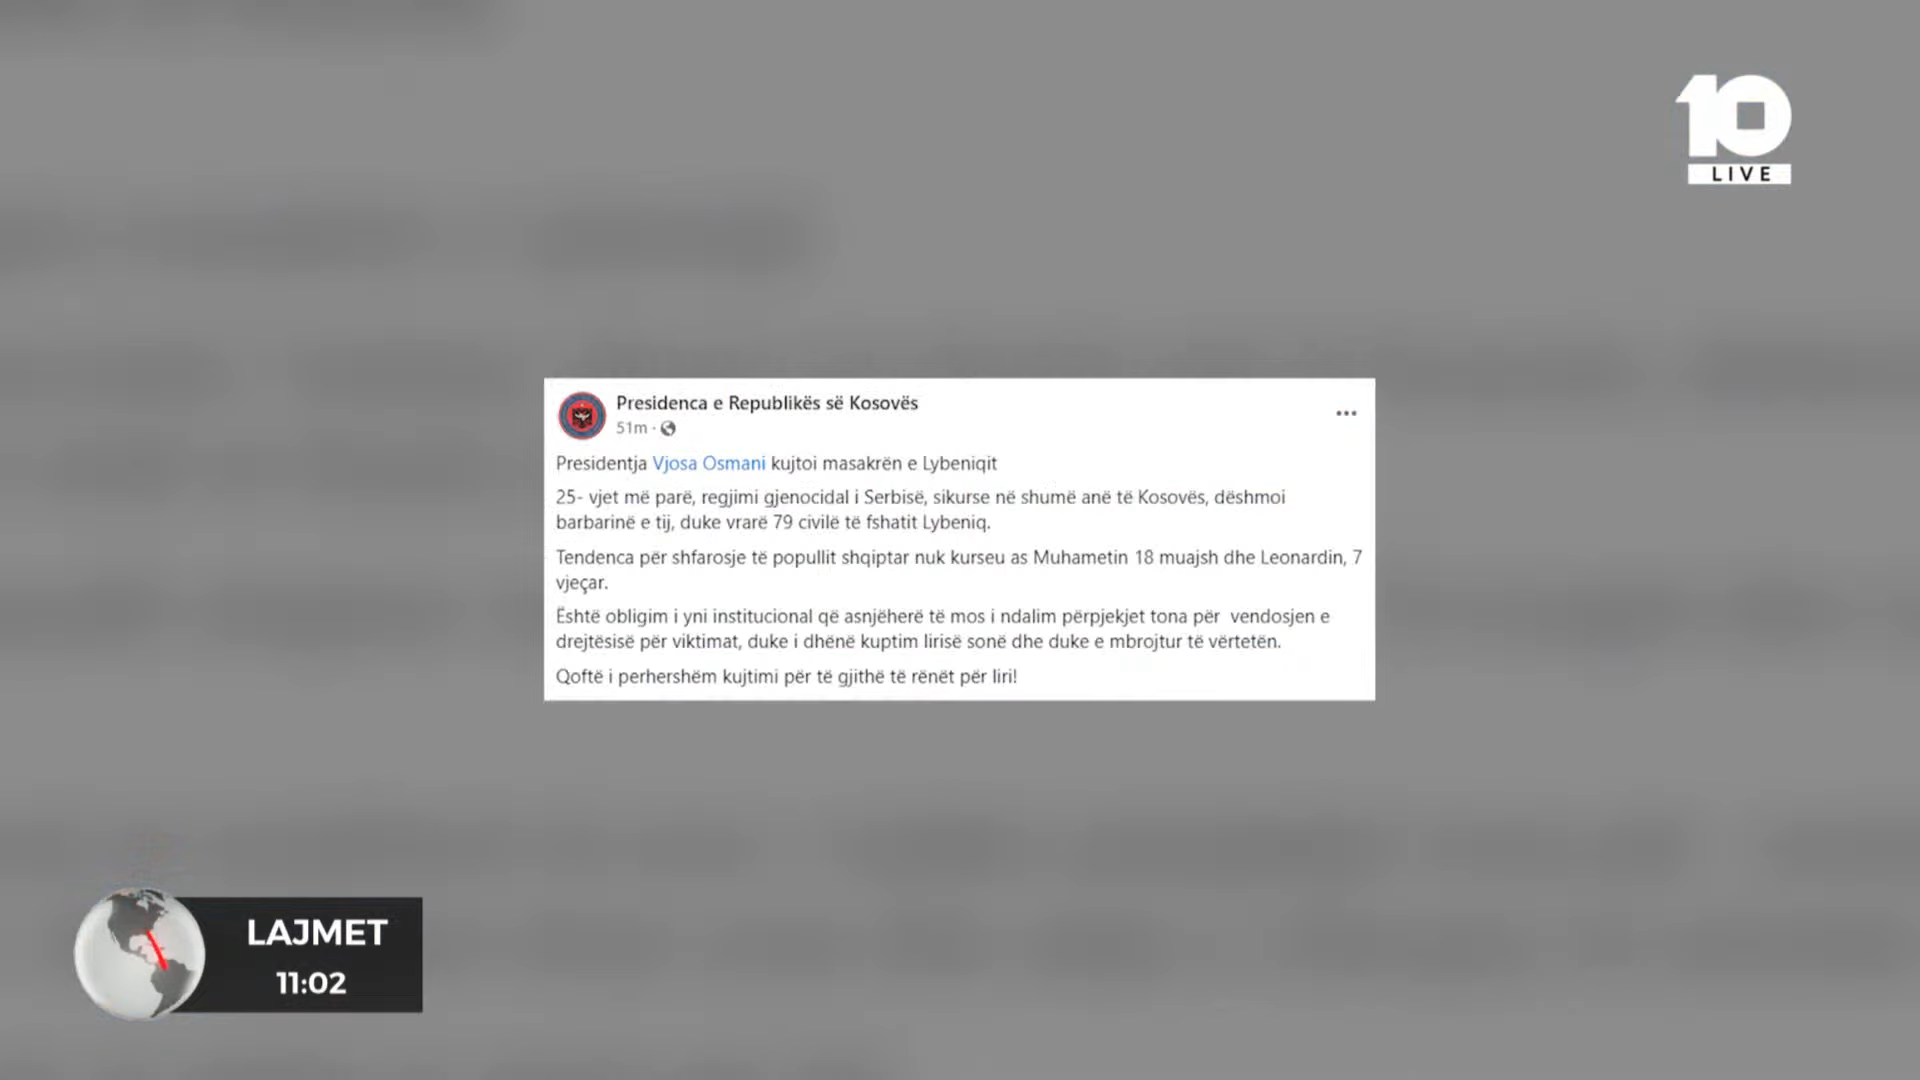 10
LIVE
Presidenca e Republikës së Kosovës
51m ·
Presidentja Vjosa Osmani kujtoi masakrën e Lybeniqit
25- vjet më parë, regjimi gjenocidal i Serbisë, sikurse në shumë anë të Kosovës, dëshmoi
barbarinë e tij, duke vrarë 79 civilë të fshatit Lybeniq.
Tendenca për shfarosje të popullit shqiptar nuk kurseu as Muhametin 18 muajsh dhe Leonardin, 7
vjeçar.
Është obligim i yni institucional që asnjëherë të mos i ndalim përpjekjet tona për  vendosjen e
drejtësisë për viktimat, duke i dhënë kuptim lirisë sonë dhe duke e mbrojtur të vërtetën.
Qoftë i perhershëm kujtimi për të gjithë të rënët për liri!
LAJMET
11:02